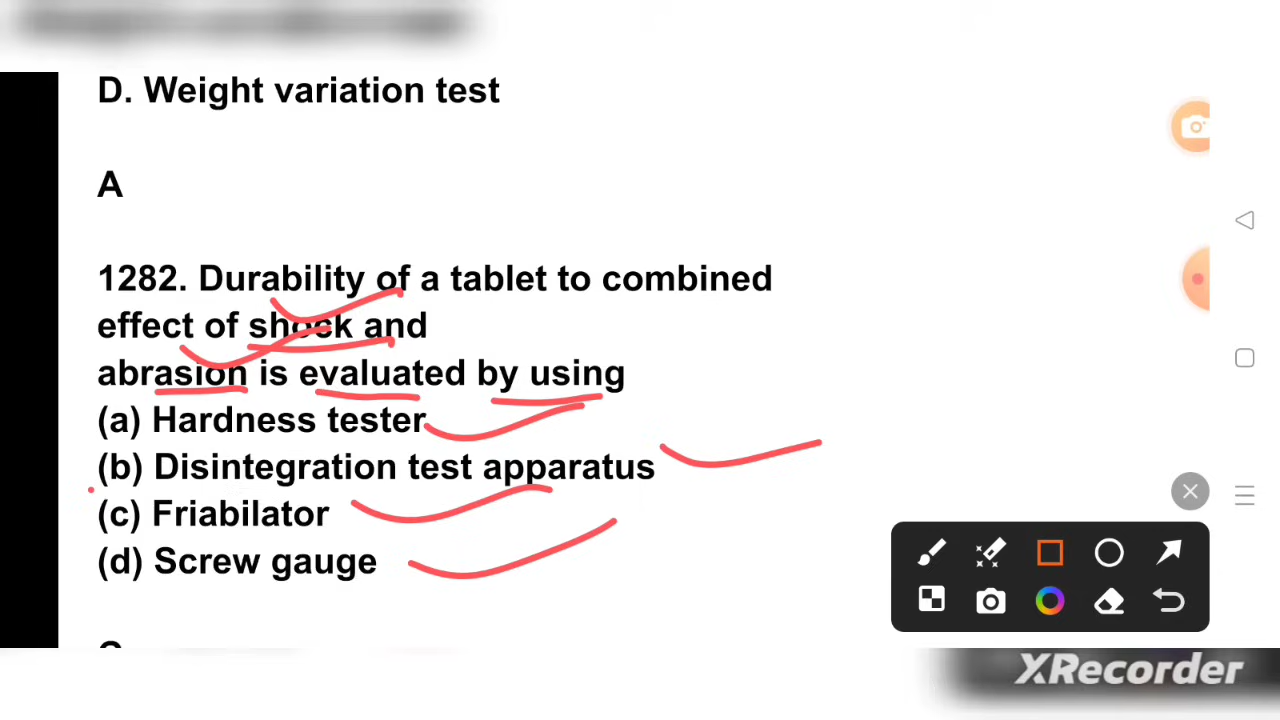 D. Weight variation test
A
1282. Durability of a tablet to combined
effect of shock and
abrasion is evaluated by using
(a) Hardness tester
(b) Disintegration test apparatus
(c) Friabilator
(d) Screw gauge
XRecorder